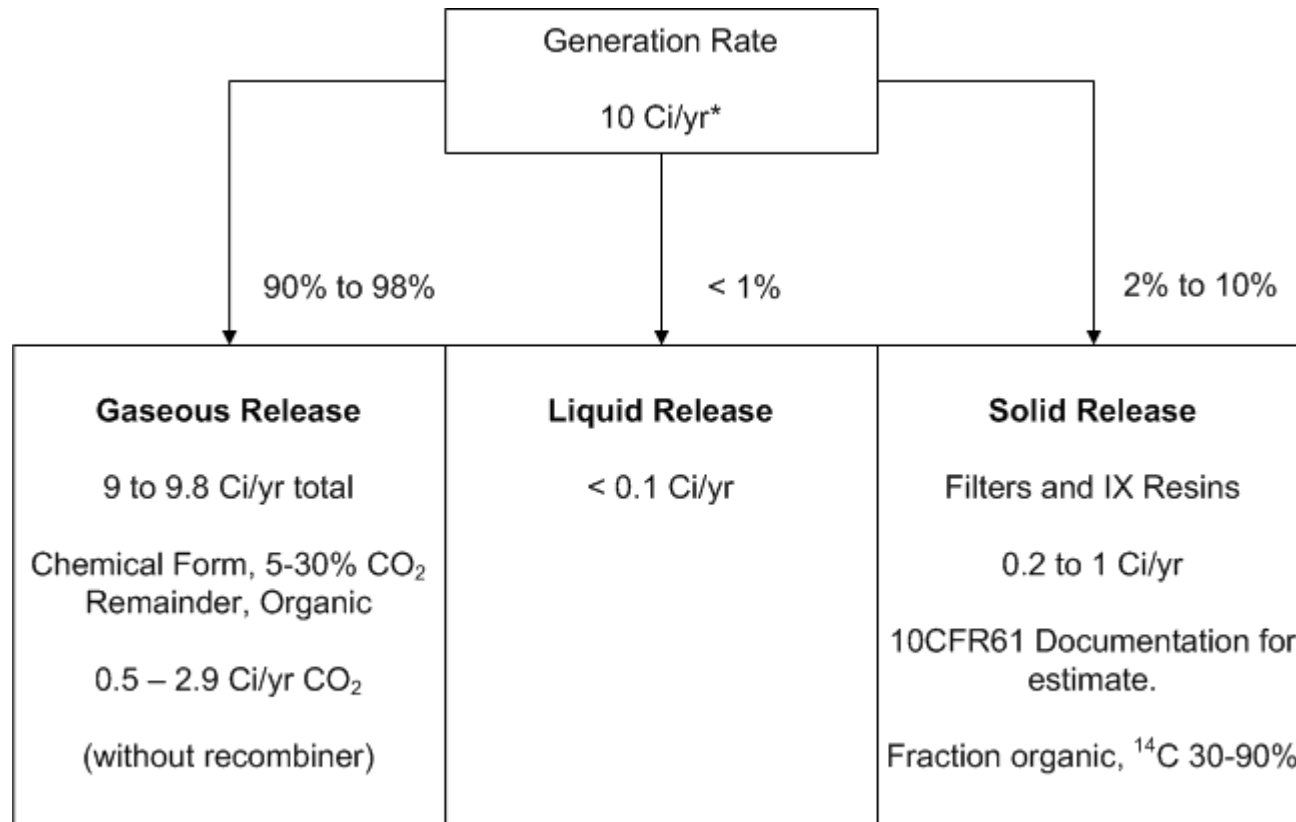 Generation Rate
10 Ci/yr*
90% to 98%
< 1%
2% to 10%
Gaseous Release
9 to 9.8 Ci/yr total
Chemical Form, 5-30% CO₂
Remainder, Organic
0.5 – 2.9 Ci/yr CO₂
(without recombiner)
Liquid Release
< 0.1 Ci/yr
Solid Release
Filters and IX Resins
0.2 to 1 Ci/yr
10CFR61 Documentation for
estimate.
Fraction organic, ¹⁴C 30-90%